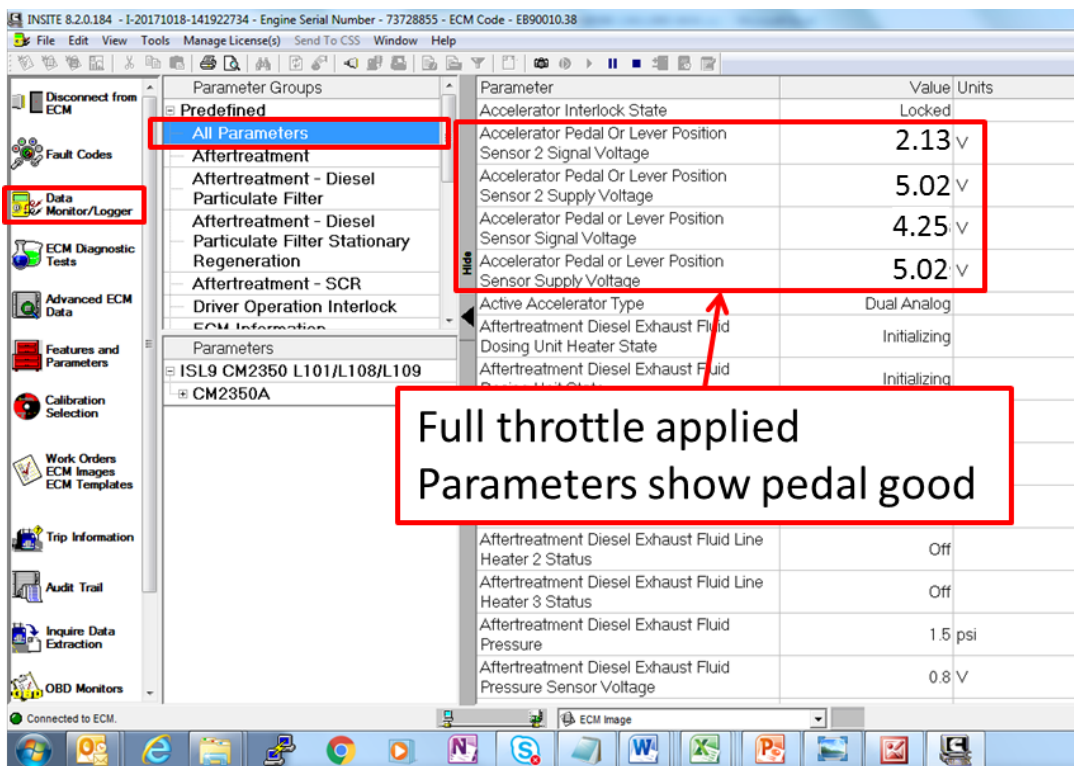 INSITE 8.2.0.184 - I-20171018-141922734 - Engine Serial Number - 73728855 - ECM Code - EB90010.38
File Edit View Tools ManageLicense(s) Send To CSS Window Help
Disconnect from
ECM
Fault Codes
Data
Monitor/Logger
ECM Diagnostic
Tests
Advanced ECM
Data
Features and
Parameters
Calibration
Selection
Work Orders
ECM Images
ECM Templates
Trip Information
Audit Trail
Inquire Data
Extraction
OBD Monitors
Parameter Groups
Predefined
All Parameters
Aftertreatment
Aftertreatment - Diesel
Particulate Filter
Aftertreatment - Diesel
Particulate Filter Stationary
Regeneration
Aftertreatment - SCR
Driver Operation Interlock
ECM Information
Parameters
ISL9 CM2350 L101/L108/L109
CM2350A
Hide
Parameter Value Units
Accelerator Interlock State Locked
Accelerator Pedal Or Lever Position
Sensor 2 Signal Voltage 2.13 V
Accelerator Pedal Or Lever Position
Sensor 2 Supply Voltage 5.02 V
Accelerator Pedal or Lever Position
Sensor Signal Voltage 4.25 V
Accelerator Pedal or Lever Position
Sensor Supply Voltage 5.02 V
Active Accelerator Type Dual Analog
Aftertreatment Diesel Exhaust Fluid
Dosing Unit Heater State Initializing
Aftertreatment Diesel Exhaust Fluid
Dosing Unit State Initializing
Full throttle applied
Parameters show pedal good
Aftertreatment Diesel Exhaust Fluid Line
Heater 2 Status Off
Aftertreatment Diesel Exhaust Fluid Line
Heater 3 Status Off
Aftertreatment Diesel Exhaust Fluid
Pressure 1.5 psi
Aftertreatment Diesel Exhaust Fluid
Pressure Sensor Voltage 0.8 V
Connected to ECM.
ECM Image